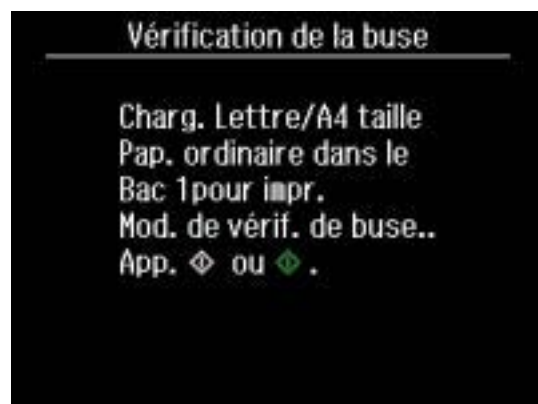 Vérification de la buse
Charg. Lettre/A4 taille
Pap. ordinaire dans le
Bac 1pour impr.
Mod. de vérif. de buse..
App. ou .